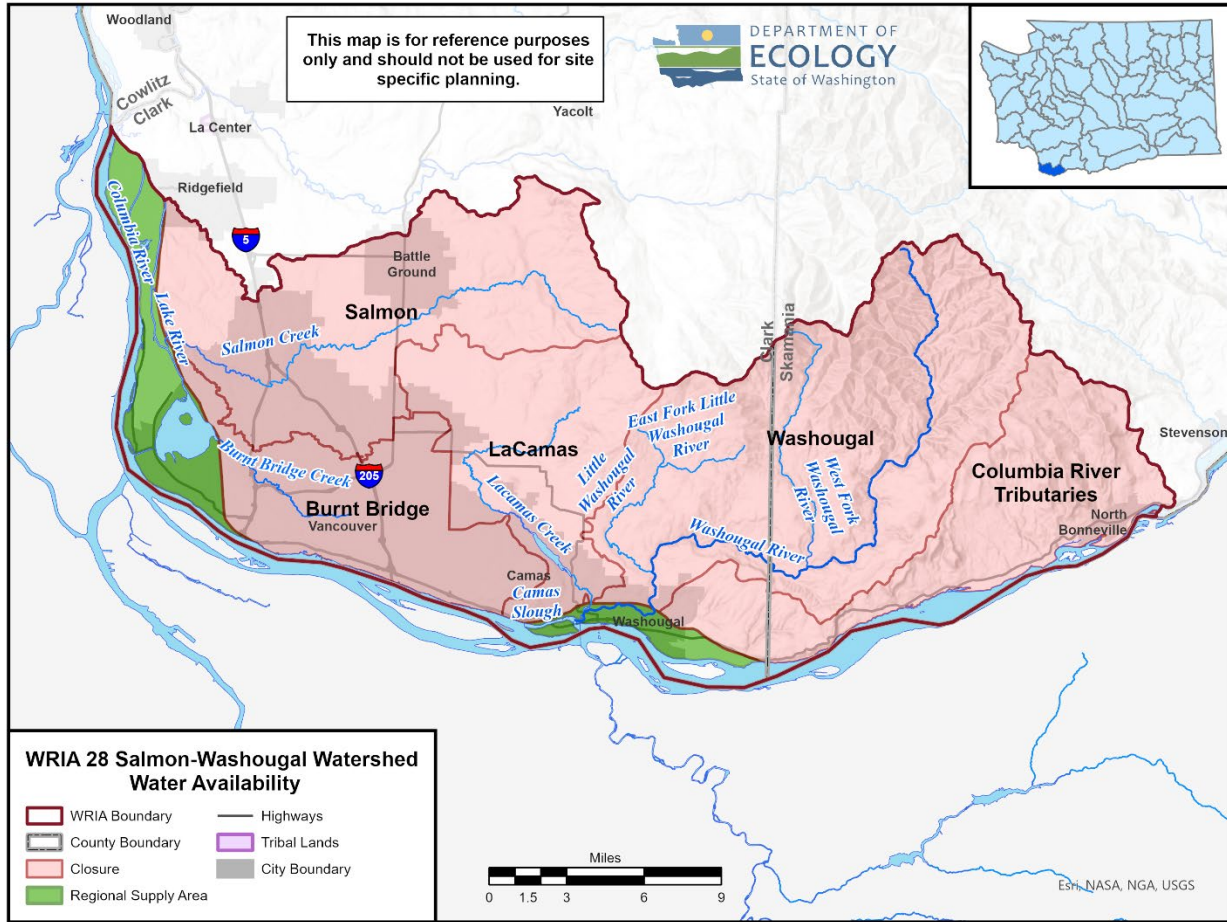 Woodland
This map is for reference purposes
only and should not be used for site
specific planning.
DEPARTMENT OF
ECOLOGY
State of Washington
Cowlitz
Clark
La Center
Yacolt
Ridgefield
5
Columbia River
Lake River
Battle
Ground
Salmon
Salmon Creek
Clark
Skamania
East Fork Little
Washougal
River
Washougal
Stevenson
LaCamas
Little
Washougal
River
West Fork
Washougal
River
Columbia River
Tributaries
Burnt Bridge Creek
205
Lacamas Creek
North
Bonneville
Burnt Bridge
Vancouver
Washougal River
Camas
Camas
Slough
Washougal
WRIA 28 Salmon-Washougal Watershed
Water Availability
WRIA Boundary
County Boundary
Closure
Regional Supply Area
Highways
Tribal Lands
City Boundary
Miles
0 1.5 3 6 9
Esri, NASA, NGA, USGS